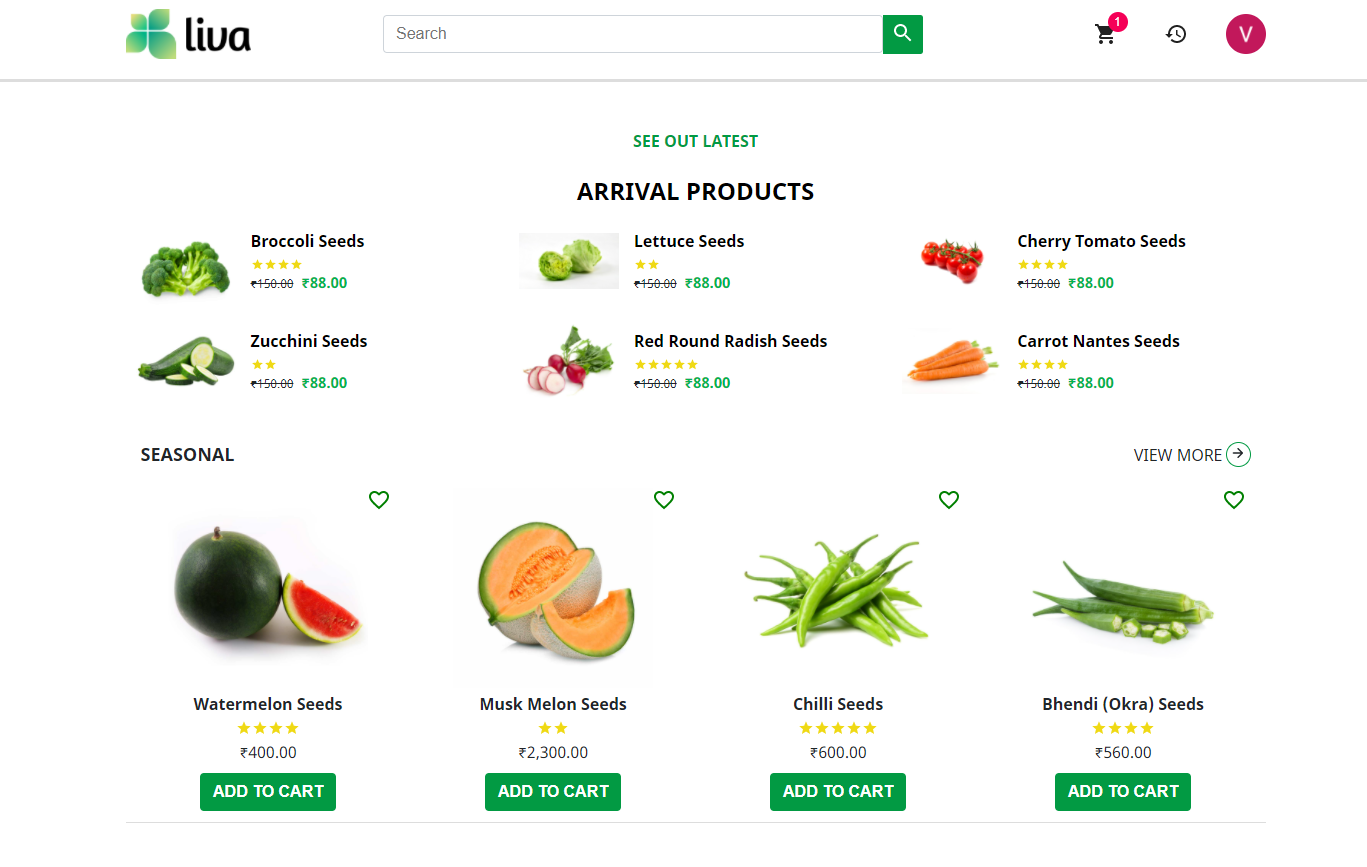 liva
Search
1
V
SEE OUT LATEST
ARRIVAL PRODUCTS
Broccoli Seeds
₹150.00 ₹88.00
Lettuce Seeds
₹150.00 ₹88.00
Cherry Tomato Seeds
₹150.00 ₹88.00
Zucchini Seeds
₹150.00 ₹88.00
Red Round Radish Seeds
₹150.00 ₹88.00
Carrot Nantes Seeds
₹150.00 ₹88.00
SEASONAL
VIEW MORE
Watermelon Seeds
₹400.00
ADD TO CART
Musk Melon Seeds
₹2,300.00
ADD TO CART
Chilli Seeds
₹600.00
ADD TO CART
Bhendi (Okra) Seeds
₹560.00
ADD TO CART